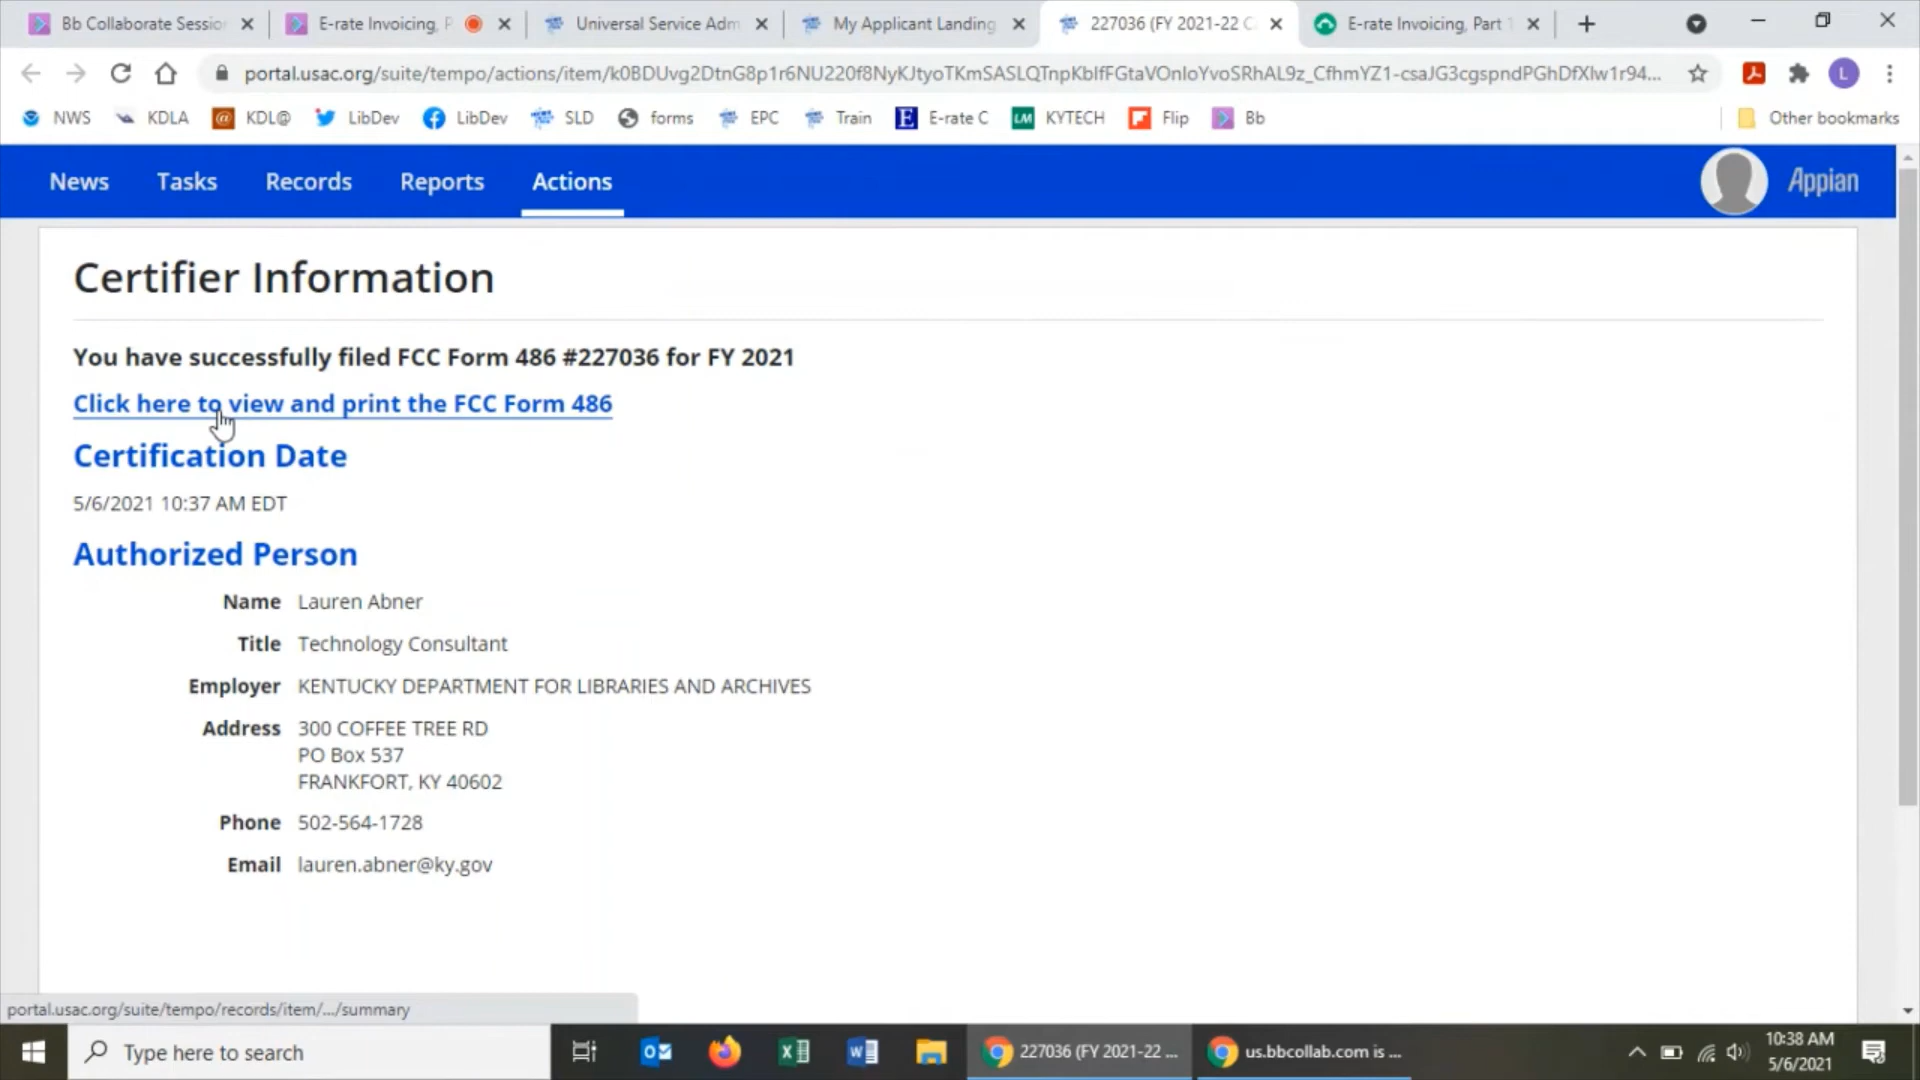 Bb Collaborate Session
E-rate Invoicing, P
Universal Service Adm
My Applicant Landing
227036 (FY 2021-22 C
E-rate Invoicing, Part 1
portal.usac.org/suite/tempo/actions/item/k0BDUvg2DtnG8p1r6NU220f8NyKJtyoTKmSASLQTnpKbIfFGtaVOnIoYvoSRhAL9z_CfhmYZ1-csaJG3cgspndPGhDfXlw1r94...
L
NWS
KDLA
KDL@
LibDev
LibDev
SLD
forms
EPC
Train
E-rate C
KYTECH
Flip
Bb
Other bookmarks
News
Tasks
Records
Reports
Actions
Appian
Certifier Information
You have successfully filed FCC Form 486 #227036 for FY 2021
Click here to view and print the FCC Form 486
Certification Date
5/6/2021 10:37 AM EDT
Authorized Person
Name Lauren Abner
Title Technology Consultant
Employer KENTUCKY DEPARTMENT FOR LIBRARIES AND ARCHIVES
Address 300 COFFEE TREE RD
PO Box 537
FRANKFORT, KY 40602
Phone 502-564-1728
Email lauren.abner@ky.gov
portal.usac.org/suite/tempo/records/item/.../summary
Type here to search
227036 (FY 2021-22 ...
us.bbcollab.com is ...
10:38 AM
5/6/2021